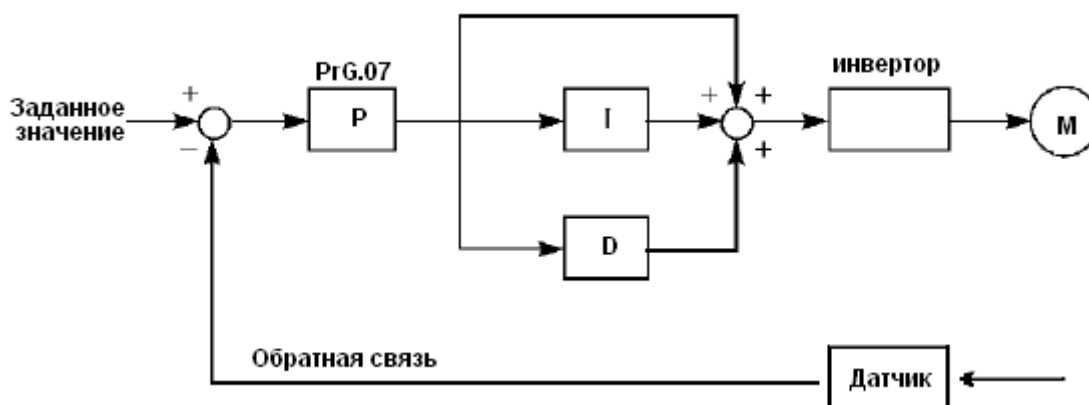 PrG.07
инвертор
Заданное
значение
+
−
P
I
D
+
+
+
M
Обратная связь
Датчик